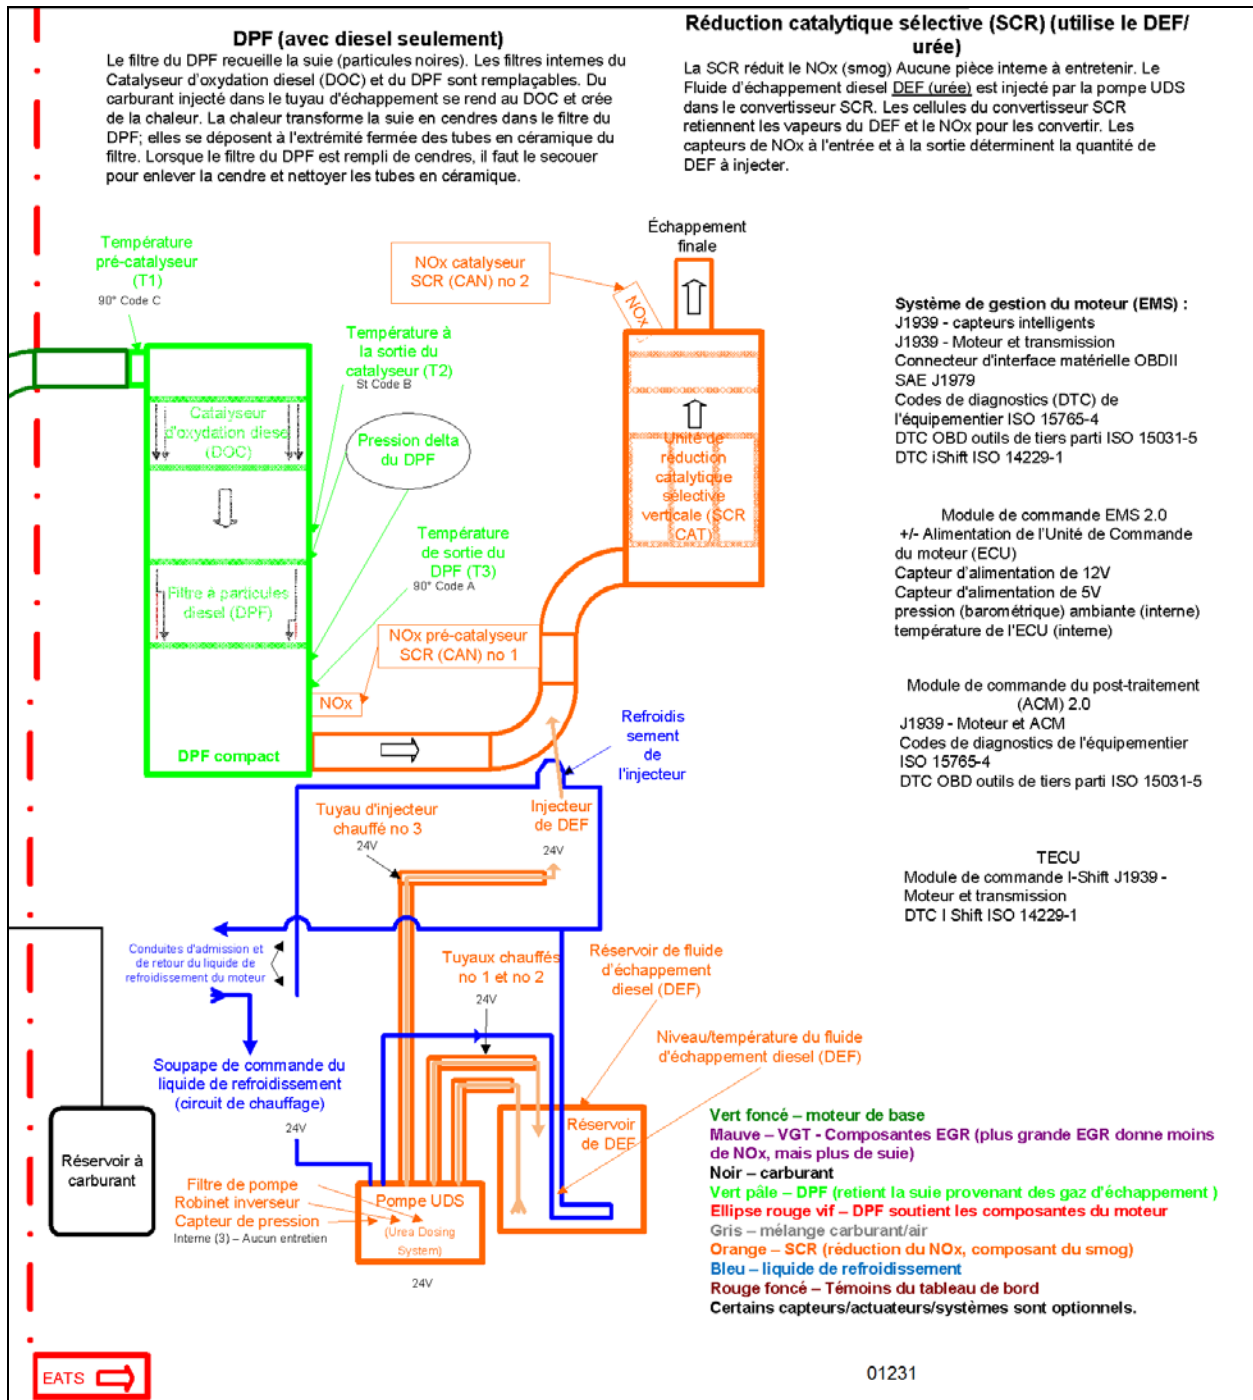 DPF (avec diesel seulement)
Le filtre du DPF recueille la suie (particules noires). Les filtres internes du
Catalyseur d'oxydation diesel (DOC) et du DPF sont remplaçables. Du
carburant injecté dans le tuyau d'échappement se rend au DOC et crée
de la chaleur. La chaleur transforme la suie en cendres dans le filtre du
DPF; elles se déposent à l'extrémité fermée des tubes en céramique du
filtre. Lorsque le filtre du DPF est rempli de cendres, il faut le secouer
pour enlever la cendre et nettoyer les tubes en céramique.
Réduction catalytique sélective (SCR) (utilise le DEF/
urée)
La SCR réduit le NOx (smog) Aucune pièce interne à entretenir. Le
Fluide d'échappement diesel DEF (urée) est injecté par la pompe UDS
dans le convertisseur SCR. Les cellules du convertisseur SCR
retiennent les vapeurs du DEF et le NOx pour les convertir. Les
capteurs de NOx à l'entrée et à la sortie déterminent la quantité de
DEF à injecter.
Température
pré-catalyseur
(T1)
90° Code C
NOx catalyseur
SCR (CAN) no 2
Échappement
finale
NOx
Température à
la sortie du
catalyseur (T2)
St Code B
Catalyseur
d'oxydation diesel
(DOC)
Pression delta
du DPF
Unité de
réduction
catalytique
sélective
verticale (SCR
CAT)
Température
de sortie du
DPF (T3)
90° Code A
Filtre à particules
diesel (DPF)
NOx pré-catalyseur
SCR (CAN) no 1
NOx
DPF compact
Système de gestion du moteur (EMS) :
J1939 - capteurs intelligents
J1939 - Moteur et transmission
Connecteur d'interface matérielle OBDII
SAE J1979
Codes de diagnostics (DTC) de
l'équipementier ISO 15765-4
DTC OBD outils de tiers parti ISO 15031-5
DTC iShift ISO 14229-1
Module de commande EMS 2.0
+/- Alimentation de l'Unité de Commande
du moteur (ECU)
Capteur d'alimentation de 12V
Capteur d'alimentation de 5V
pression (barométrique) ambiante (interne)
température de l'ECU (interne)
Module de commande du post-traitement
(ACM) 2.0
J1939 - Moteur et ACM
Codes de diagnostics de l'équipementier
ISO 15765-4
DTC OBD outils de tiers parti ISO 15031-5
TECU
Module de commande I-Shift J1939 -
Moteur et transmission
DTC I Shift ISO 14229-1
Refroidis
sement
de
l'injecteur
Tuyau d'injecteur
chauffé no 3
24V
Injecteur
de DEF
24V
Conduites d'admission et
de retour du liquide de
refroidissement du moteur
Tuyaux chauffés
no 1 et no 2
24V
Réservoir de fluide
d'échappement
diesel (DEF)
Niveau/température du fluide
d'échappement diesel (DEF)
Soupape de commande du
liquide de refroidissement
(circuit de chauffage)
24V
Réservoir à
carburant
Réservoir
de DEF
Filtre de pompe
Robinet inverseur
Capteur de pression
Interne (3) – Aucun entretien
Pompe UDS
(Urea Dosing
System)
24V
Vert foncé – moteur de base
Mauve – VGT - Composantes EGR (plus grande EGR donne moins
de NOx, mais plus de suie)
Noir – carburant
Vert pâle – DPF (retient la suie provenant des gaz d'échappement )
Ellipse rouge vif – DPF soutient les composantes du moteur
Gris – mélange carburant/air
Orange – SCR (réduction du NOx, composant du smog)
Bleu – liquide de refroidissement
Rouge foncé – Témoins du tableau de bord
Certains capteurs/actuateurs/systèmes sont optionnels.
EATS
01231